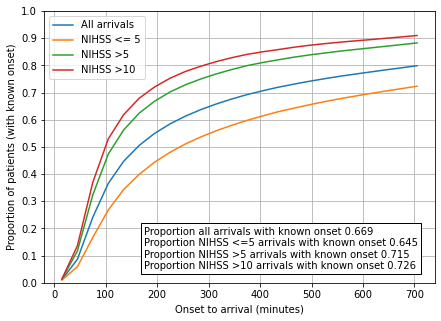 1.0
0.9
0.8
0.7
0.6
0.5
0.4
0.3
0.2
0.1
0.0
Proportion of patients (with known onset)
All arrivals
NIHSS <= 5
NIHSS >5
NIHSS >10
Proportion all arrivals with known onset 0.669
Proportion NIHSS <=5 arrivals with known onset 0.645
Proportion NIHSS >5 arrivals with known onset 0.715
Proportion NIHSS >10 arrivals with known onset 0.726
0 100 200 300 400 500 600 700
Onset to arrival (minutes)